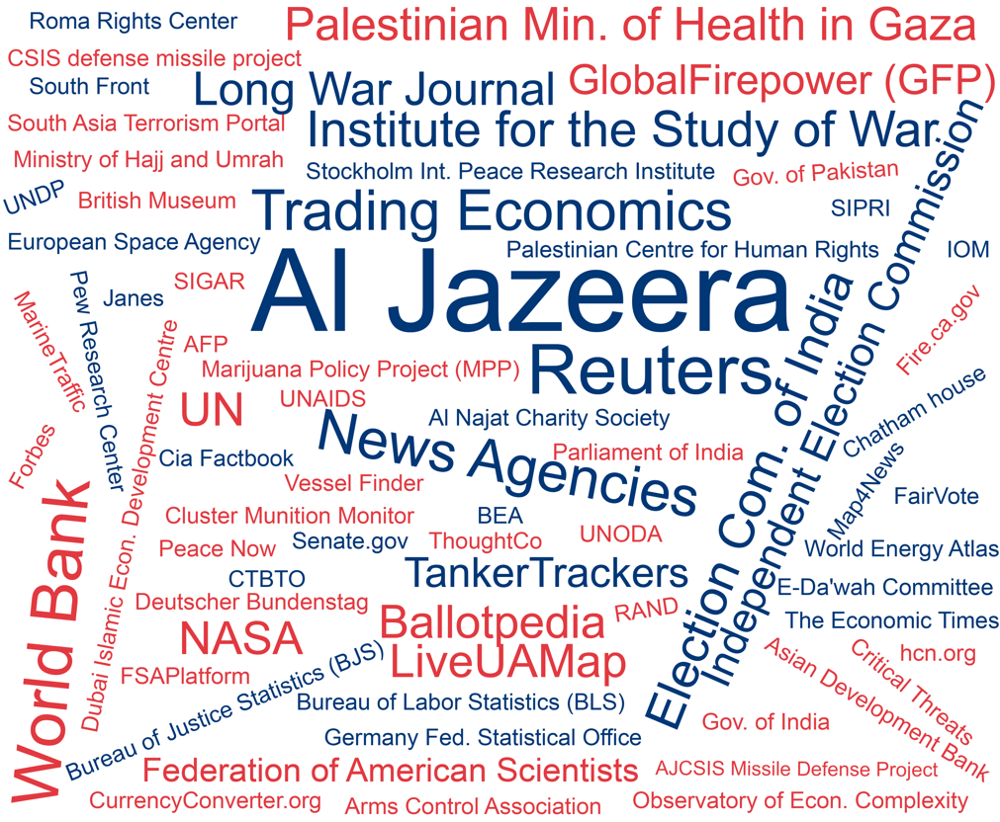 Roma Rights Center
Palestinian Min. of Health in Gaza
CSIS defense missile project
South Front
Long War Journal
GlobalFirepower (GFP)
South Asia Terrorism Portal
Institute for the Study of War
Ministry of Hajj and Umrah
Stockholm Int. Peace Research Institute
Gov. of Pakistan
UNDP
British Museum
Trading Economics
SIPRI
European Space Agency
Palestinian Centre for Human Rights
IOM
Al Jazeera
SIGAR
Janes
Pew Research Center
MarineTraffic
Fire.ca.gov
AFP
Marijuana Policy Project (MPP)
Reuters
UN
UNAIDS
Al Najat Charity Society
Chatham house
Forbes
Cia Factbook
News Agencies
Parliament of India
Vessel Finder
Map4News
FairVote
Election Com. of India
Independent Election Commission
World Bank
Dubai Islamic Econ. Development Centre
Cluster Munition Monitor
BEA
Peace Now
Senate.gov
ThoughtCo
UNODA
World Energy Atlas
CTBTO
TankerTrackers
E-Da'wah Committee
Deutscher Bundenstag
Ballotpedia
RAND
The Economic Times
NASA
LiveUAMap
hcn.org
Critical Threats
Asian Development Bank
FSAPlatform
Bureau of Justice Statistics (BJS)
Bureau of Labor Statistics (BLS)
Gov. of India
Germany Fed. Statistical Office
Federation of American Scientists
AJCSIS Missile Defense Project
CurrencyConverter.org
Arms Control Association
Observatory of Econ. Complexity